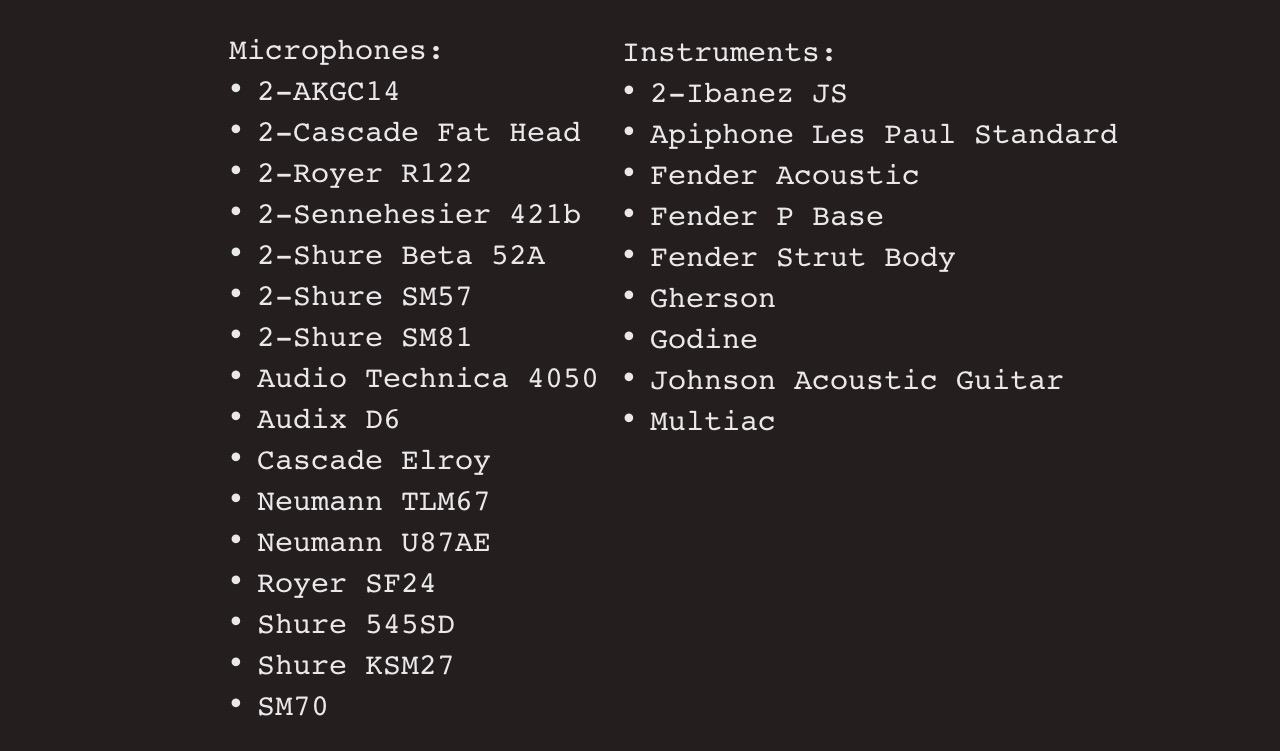 Microphones:
• 2-AKGC14
• 2-Cascade Fat Head
• 2-Royer R122
• 2-Sennehesier 421b
• 2-Shure Beta 52A
• 2-Shure SM57
• 2-Shure SM81
• Audio Technica 4050
• Audix D6
• Cascade Elroy
• Neumann TLM67
• Neumann U87AE
• Royer SF24
• Shure 545SD
• Shure KSM27
• SM70
Instruments:
• 2-Ibanez JS
• Apiphone Les Paul Standard
• Fender Acoustic
• Fender P Base
• Fender Strut Body
• Gherson
• Godine
• Johnson Acoustic Guitar
• Multiac